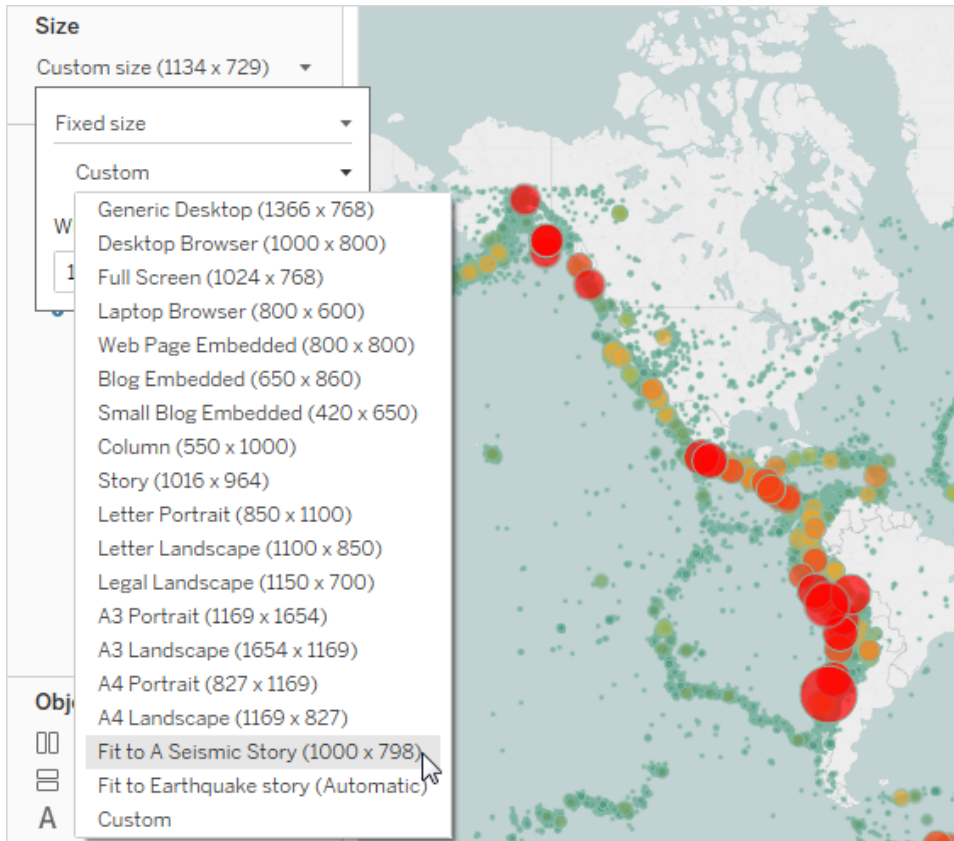 Size
Custom size (1134 x 729)
Fixed size
Custom
Generic Desktop (1366 x 768)
Desktop Browser (1000 x 800)
Full Screen (1024 x 768)
Laptop Browser (800 x 600)
Web Page Embedded (800 x 800)
Blog Embedded (650 x 860)
Small Blog Embedded (420 x 650)
Column (550 x 1000)
Story (1016 x 964)
Letter Portrait (850 x 1100)
Letter Landscape (1100 x 850)
Legal Landscape (1150 x 700)
A3 Portrait (1169 x 1654)
A3 Landscape (1654 x 1169)
A4 Portrait (827 x 1169)
A4 Landscape (1169 x 827)
Fit to A Seismic Story (1000 x 798)
Fit to Earthquake story (Automatic)
Custom
A